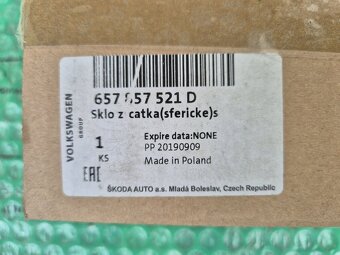 VOLKSWAGEN
GROUP
657 857 521 D
Sklo z catka(sfericke)s
1
KS
Expire data:NONE
PP 20190909
Made in Poland
EAC
ŠKODA AUTO a.s. Mladá Boleslav, Czech Republic